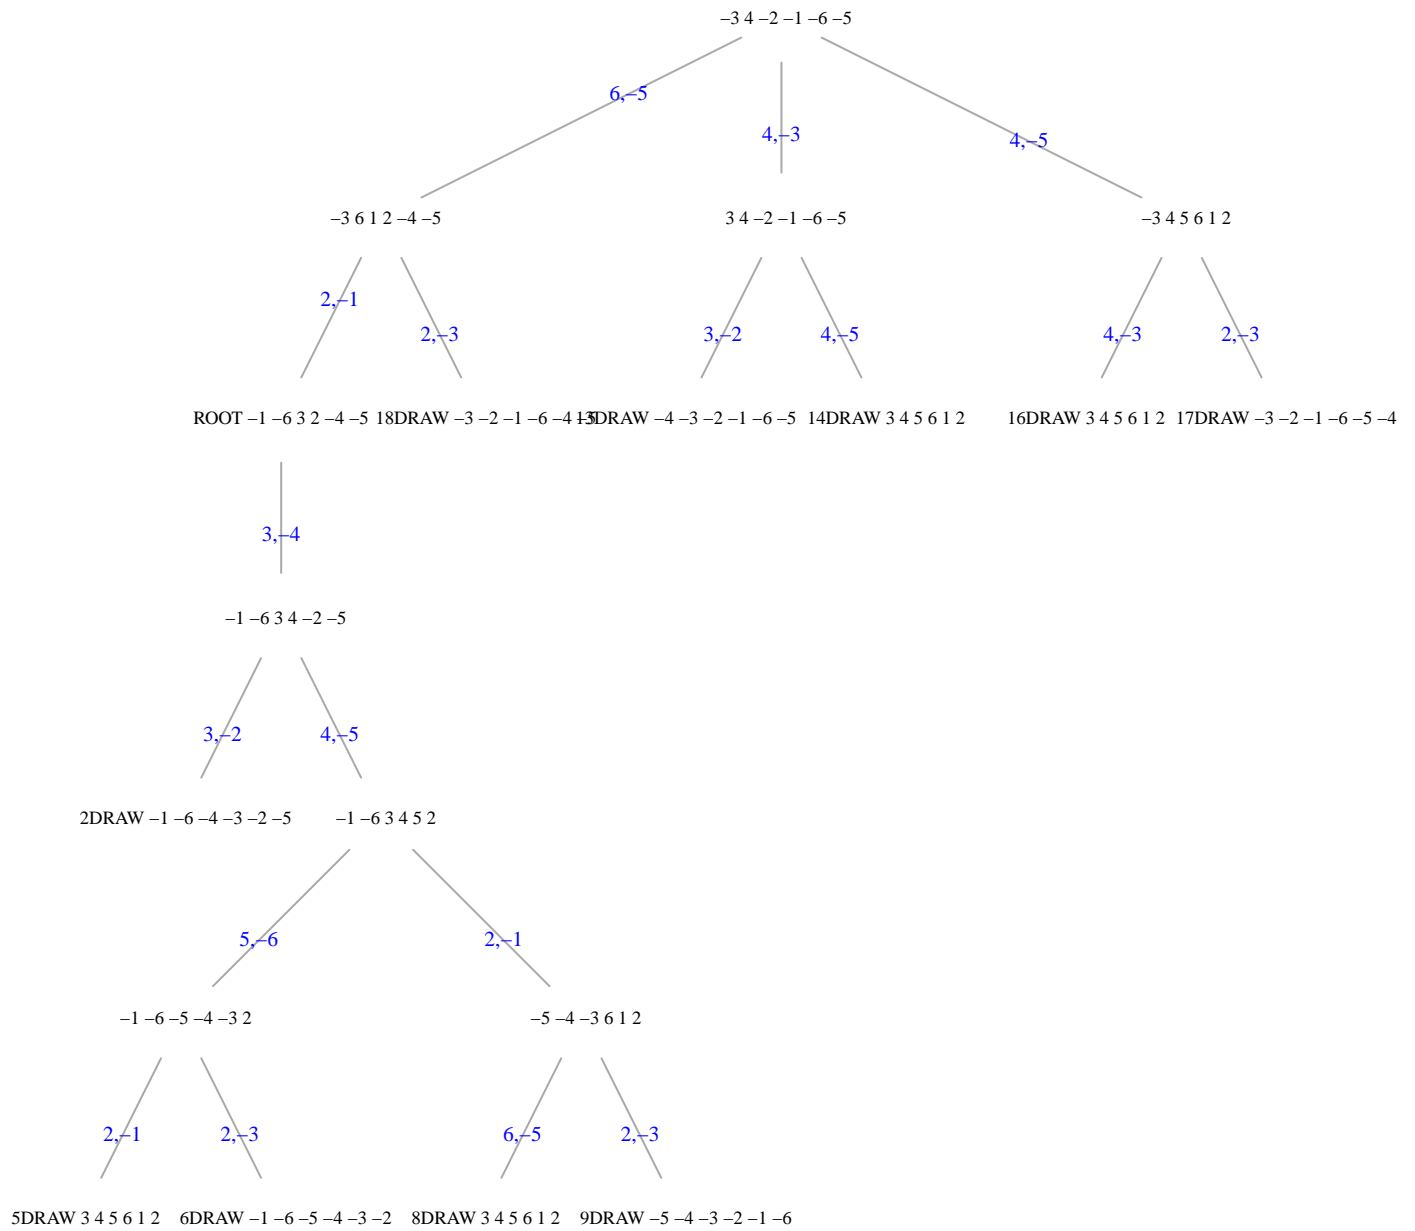 –3 4 –2 –1 –6 –5
6,–5
4,–3
4,–5
–3 6 1 2 –4 –5
3 4 –2 –1 –6 –5
–3 4 5 6 1 2
2,–1
2,–3
3,–2
4,–5
4,–3
2,–3
ROOT –1 –6 3 2 –4 –5
18DRAW –3 –2 –1 –6 –4
DRAW –4 –3 –2 –1 –6 –5
14DRAW 3 4 5 6 1 2
16DRAW 3 4 5 6 1 2
17DRAW –3 –2 –1 –6 –5 –4
3,–4
–1 –6 3 4 –2 –5
3,–2
4,–5
2DRAW –1 –6 –4 –3 –2 –5
–1 –6 3 4 5 2
5,–6
2,–1
–1 –6 –5 –4 –3 2
–5 –4 –3 6 1 2
2,–1
2,–3
6,–5
2,–3
5DRAW 3 4 5 6 1 2
6DRAW –1 –6 –5 –4 –3 –2
8DRAW 3 4 5 6 1 2
9DRAW –5 –4 –3 –2 –1 –6